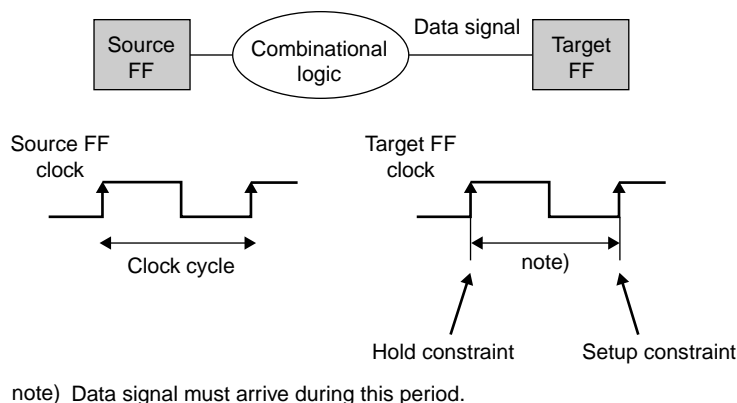 Source
FF
Combinational
logic
Data signal
Target
FF
Source FF
clock
Clock cycle
Target FF
clock
note)
Hold constraint
Setup constraint
note) Data signal must arrive during this period.